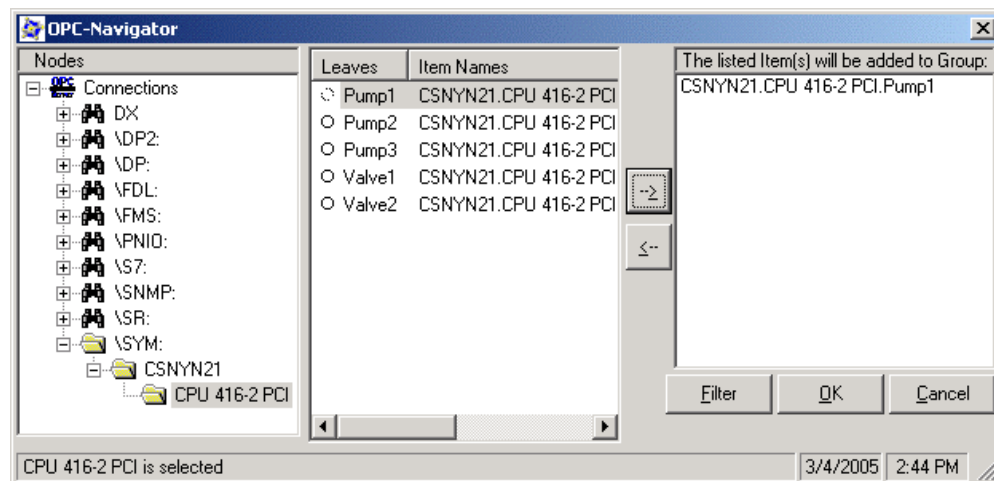 OPC-Navigator
Nodes
OPC
Connections
DX
\DP2:
\DP:
\FDL:
\FMS:
\PNIO:
\S7:
\SNMP:
\SR:
\SYM:
CSNYN21
CPU 416-2 PCI
Leaves Item Names
Pump1 CSNYN21.CPU 416-2 PCI
Pump2 CSNYN21.CPU 416-2 PCI
Pump3 CSNYN21.CPU 416-2 PCI
Valve1 CSNYN21.CPU 416-2 PCI
Valve2 CSNYN21.CPU 416-2 PCI
-->
<--
The listed Item(s) will be added to Group:
CSNYN21.CPU 416-2 PCI.Pump1
Filter OK Cancel
CPU 416-2 PCI is selected 3/4/2005 2:44 PM